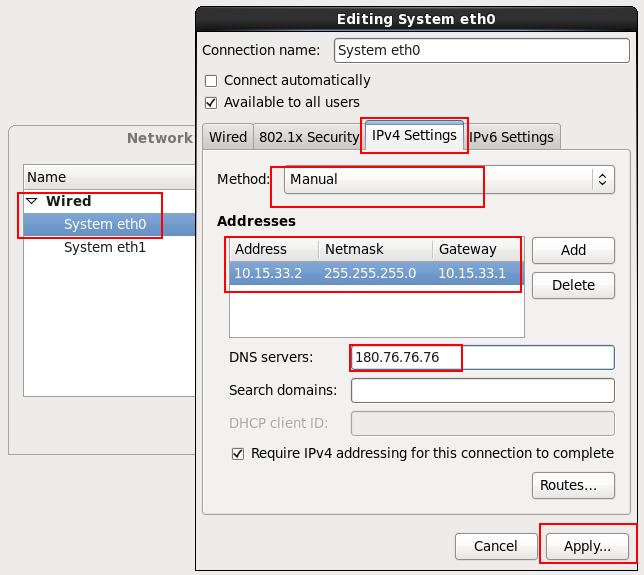 Editing System eth0
Connection name: System eth0
Connect automatically
Available to all users
Wired 802.1x Security IPv4 Settings IPv6 Settings
Method: Manual
Addresses
Address Netmask Gateway
10.15.33.2 255.255.255.0 10.15.33.1
Add
Delete
DNS servers: 180.76.76.76
Search domains:
DHCP client ID:
Require IPv4 addressing for this connection to complete
Routes...
Cancel Apply...
Network
Name
Wired
System eth0
System eth1